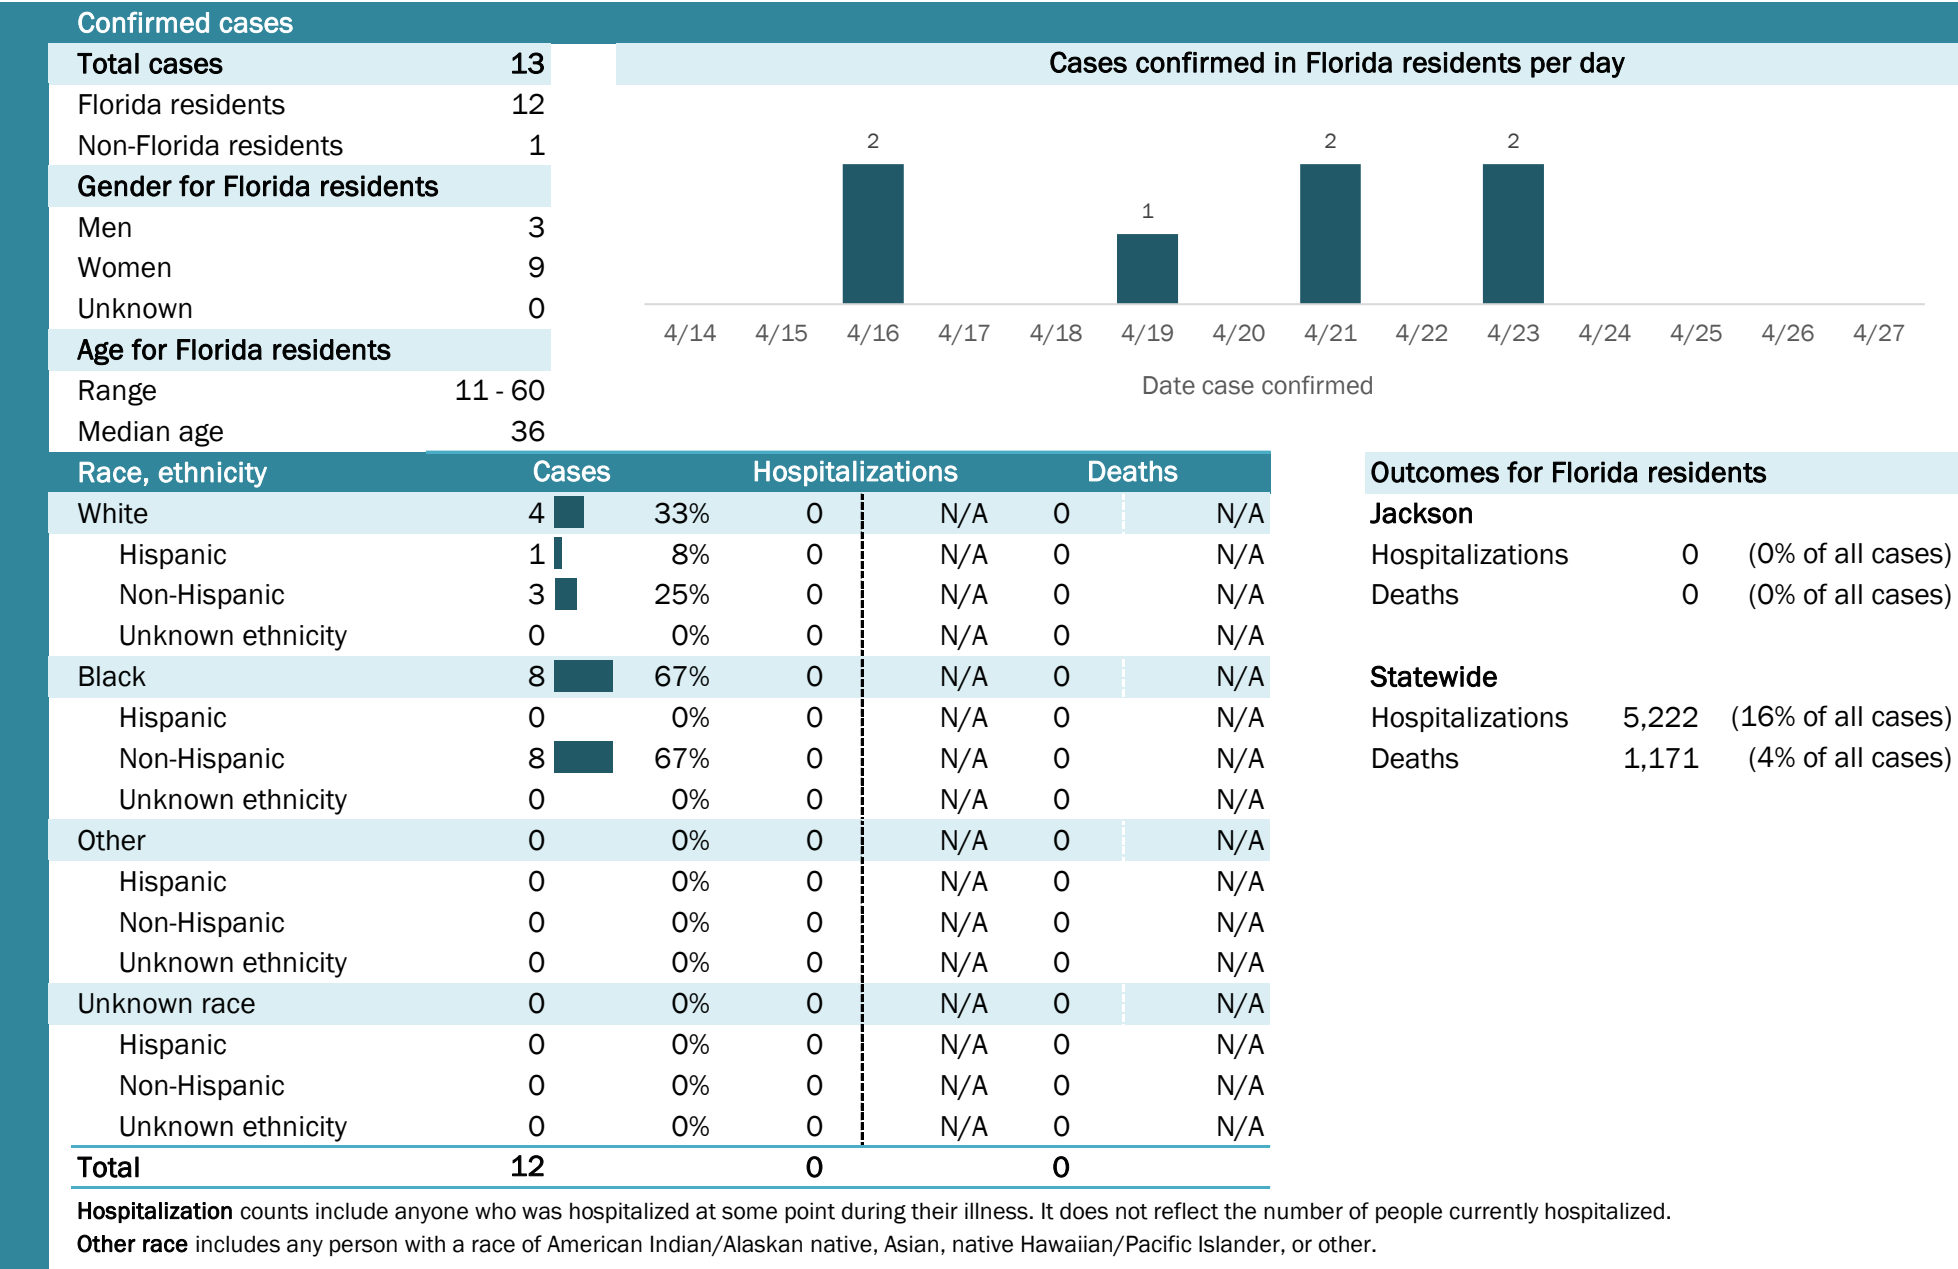 Confirmed cases
Total cases 13
Florida residents 12
Non-Florida residents 1
Gender for Florida residents
Men 3
Women 9
Unknown 0
Age for Florida residents
Range 11 - 60
Median age 36
Cases confirmed in Florida residents per day
2 1 2 2
4/14 4/15 4/16 4/17 4/18 4/19 4/20 4/21 4/22 4/23 4/24 4/25 4/26 4/27
Date case confirmed
Race, ethnicity Cases Hospitalizations Deaths
White 4 33% 0 N/A 0 N/A
Hispanic 1 8% 0 N/A 0 N/A
Non-Hispanic 3 25% 0 N/A 0 N/A
Unknown ethnicity 0 0% 0 N/A 0 N/A
Black 8 67% 0 N/A 0 N/A
Hispanic 0 0% 0 N/A 0 N/A
Non-Hispanic 8 67% 0 N/A 0 N/A
Unknown ethnicity 0 0% 0 N/A 0 N/A
Other 0 0% 0 N/A 0 N/A
Hispanic 0 0% 0 N/A 0 N/A
Non-Hispanic 0 0% 0 N/A 0 N/A
Unknown ethnicity 0 0% 0 N/A 0 N/A
Unknown race 0 0% 0 N/A 0 N/A
Hispanic 0 0% 0 N/A 0 N/A
Non-Hispanic 0 0% 0 N/A 0 N/A
Unknown ethnicity 0 0% 0 N/A 0 N/A
Total 12 0 0
Outcomes for Florida residents
Jackson
Hospitalizations 0 (0% of all cases)
Deaths 0 (0% of all cases)
Statewide
Hospitalizations 5,222 (16% of all cases)
Deaths 1,171 (4% of all cases)
Hospitalization counts include anyone who was hospitalized at some point during their illness. It does not reflect the number of people currently hospitalized.
Other race includes any person with a race of American Indian/Alaskan native, Asian, native Hawaiian/Pacific Islander, or other.